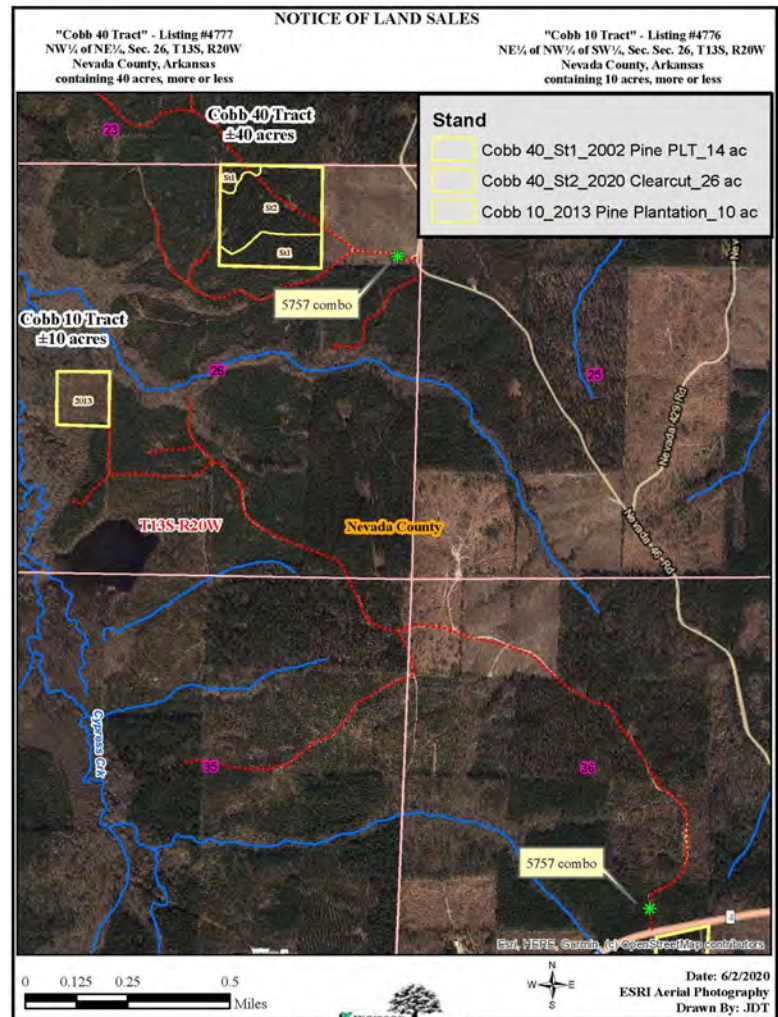 NOTICE OF LAND SALES
"Cobb 40 Tract" - Listing #4777
NW¼ of NE¼, Sec. 26, T13S, R20W
Nevada County, Arkansas
containing 40 acres, more or less
"Cobb 10 Tract" - Listing #4776
NE¼ of NW¼ of SW¼, Sec. Sec. 26, T13S, R20W
Nevada County, Arkansas
containing 10 acres, more or less
Stand
Cobb 40_St1_2002 Pine PLT_14 ac
Cobb 40_St2_2020 Clearcut_26 ac
Cobb 10_2013 Pine Plantation_10 ac
23
Cobb 40 Tract
±40 acres
St1
St2
St1
5757 combo
Cobb 10 Tract
±10 acres
2013
26
25
Nevada 429 Rd
Nevada 46 Rd
T13S-R20W
Nevada County
Cypress Crk
35
36
5757 combo
4
Esri, HERE, Garmin, (c) OpenStreetMap contributors
0 0.125 0.25 0.5
Miles
N
W E
S
Date: 6/2/2020
ESRI Aerial Photography
Drawn By: JDT